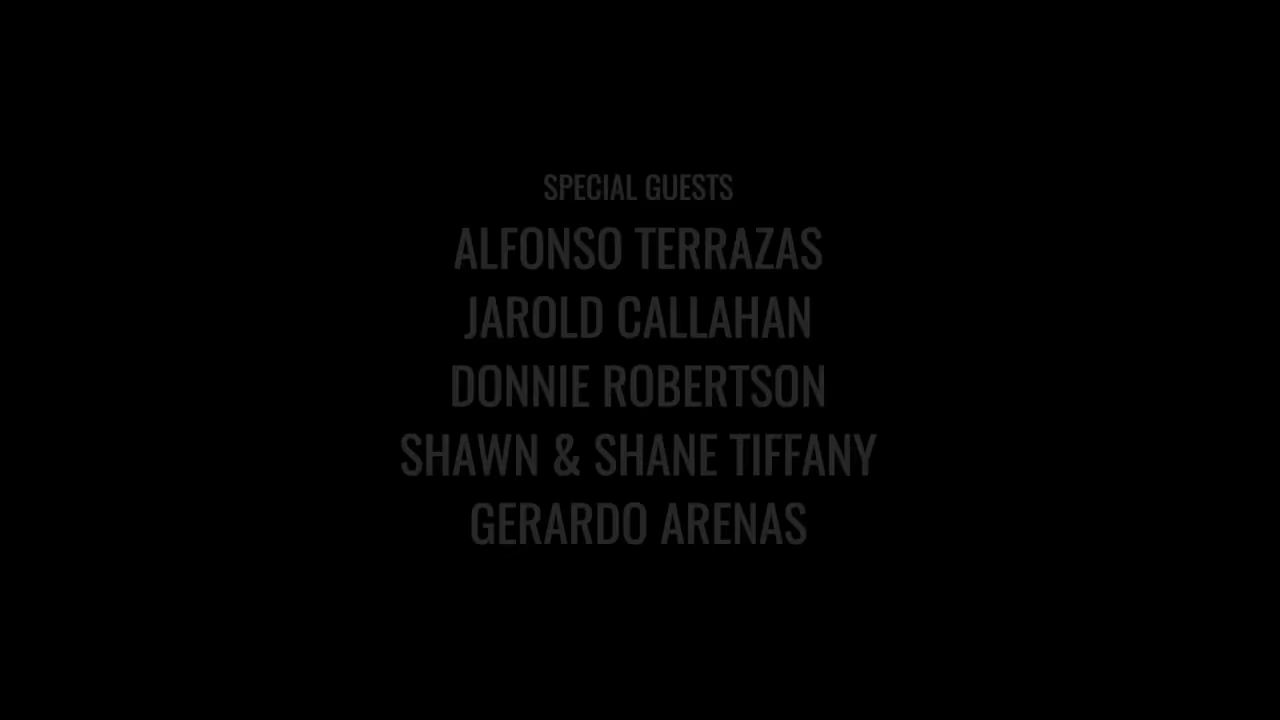 SPECIAL GUESTS
ALFONSO TERRAZAS
JAROLD CALLAHAN
DONNIE ROBERTSON
SHAWN & SHANE TIFFANY
GERARDO ARENAS